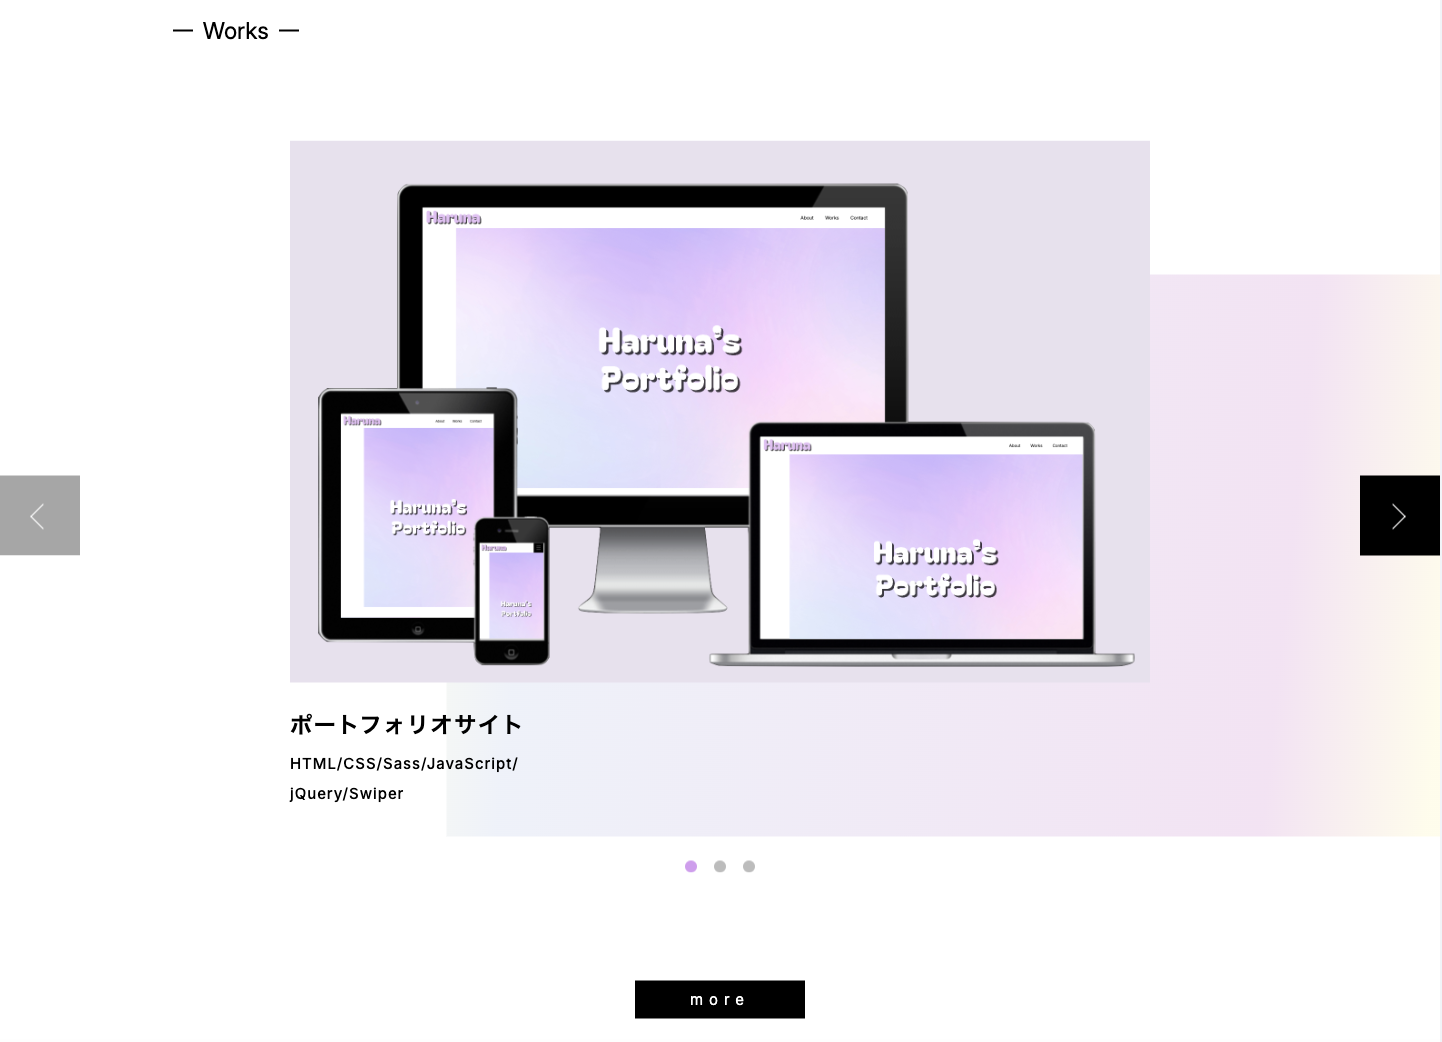 — Works —
Haruna
About Works Contact
Haruna's
Portfolio
Haruna
About Works Contact
Haruna's
Portfolio
Haruna
About Works Contact
Haruna's
Portfolio
Haruna
Haruna's
Portfolio
ポートフォリオサイト
HTML/CSS/Sass/JavaScript/
jQuery/Swiper
more